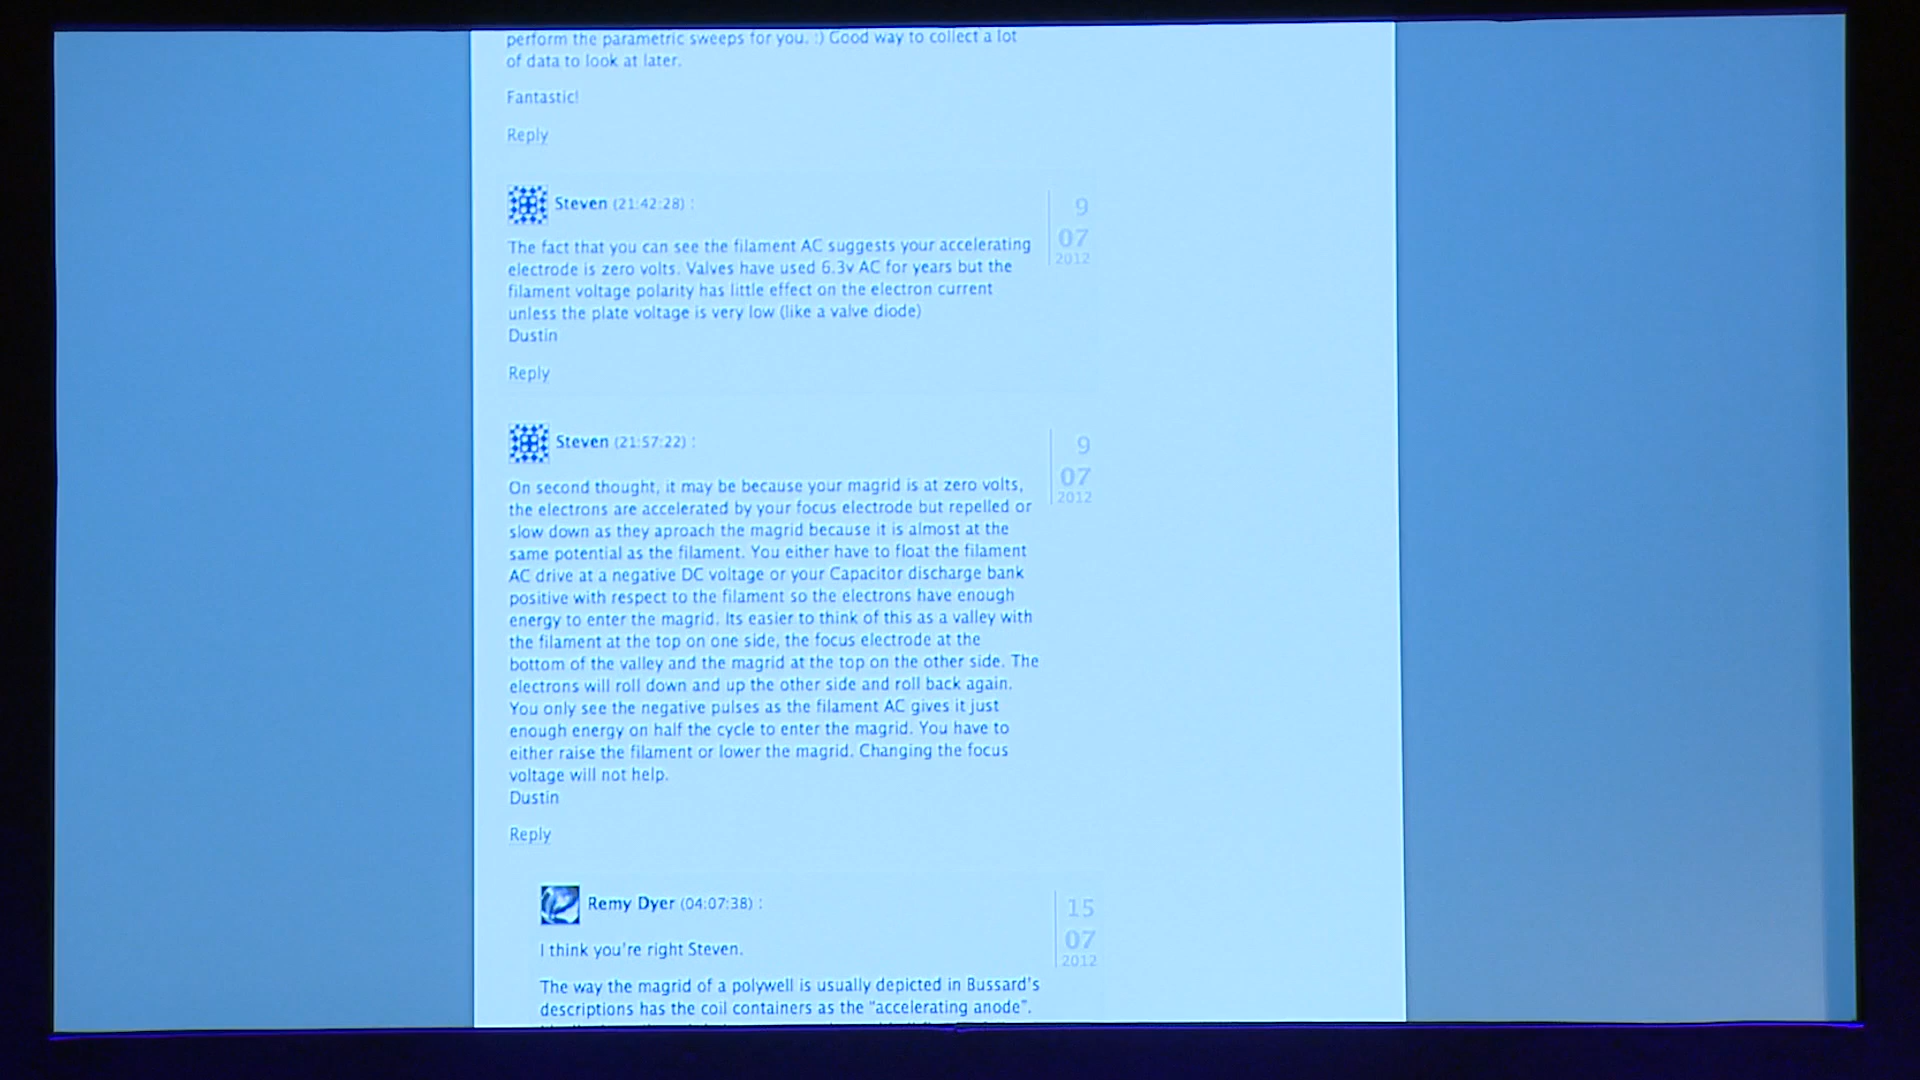 perform the parametric sweeps for you. :) Good way to collect a lot
of data to look at later.
Fantastic!
Reply
Steven (21:42:28) :
9
07
2012
The fact that you can see the filament AC suggests your accelerating
electrode is zero volts. Valves have used 6.3v AC for years but the
filament voltage polarity has little effect on the electron current
unless the plate voltage is very low (like a valve diode)
Dustin
Reply
Steven (21:57:22) :
9
07
2012
On second thought, it may be because your magrid is at zero volts,
the electrons are accelerated by your focus electrode but repelled or
slow down as they aproach the magrid because it is almost at the
same potential as the filament. You either have to float the filament
AC drive at a negative DC voltage or your Capacitor discharge bank
positive with respect to the filament so the electrons have enough
energy to enter the magrid. Its easier to think of this as a valley with
the filament at the top on one side, the focus electrode at the
bottom of the valley and the magrid at the top on the other side. The
electrons will roll down and up the other side and roll back again.
You only see the negative pulses as the filament AC gives it just
enough energy on half the cycle to enter the magrid. You have to
either raise the filament or lower the magrid. Changing the focus
voltage will not help.
Dustin
Reply
Remy Dyer (04:07:38) :
15
07
2012
I think you're right Steven.
The way the magrid of a polywell is usually depicted in Bussard's
descriptions has the coil containers as the "accelerating anode".